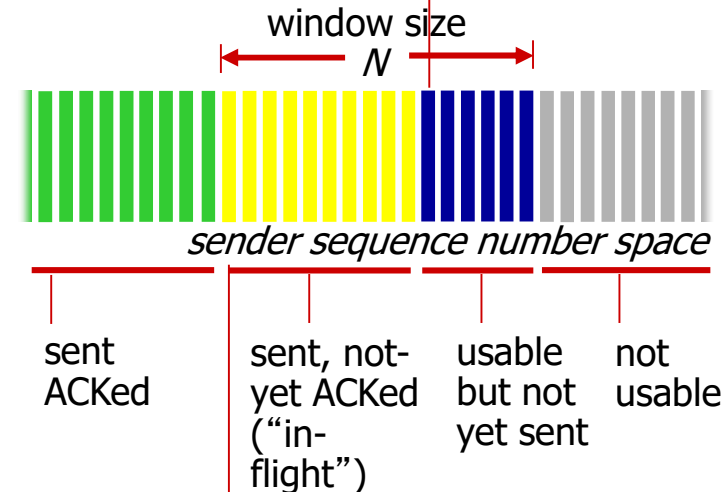 window size
N
sender sequence number space
sent
ACKed
sent, not-
yet ACKed
(“in-
flight”)
usable
but not
yet sent
not
usable